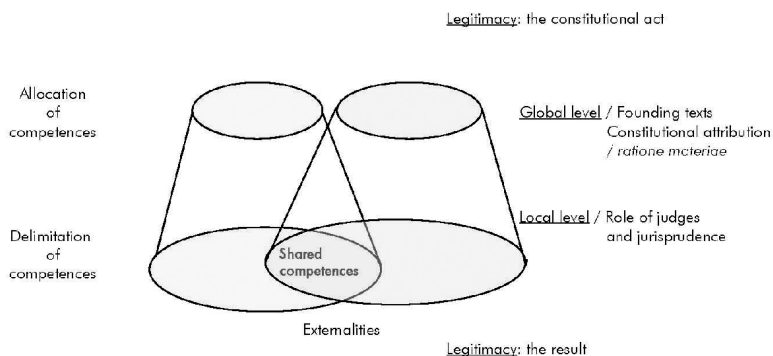 Legitimacy: the constitutional act
Allocation
of
competences
Global level / Founding texts
Constitutional attribution
/ ratione materiae
Local level / Role of judges
and jurisprudence
Delimitation
of
competences
Shared
competences
Externalities
Legitimacy: the result